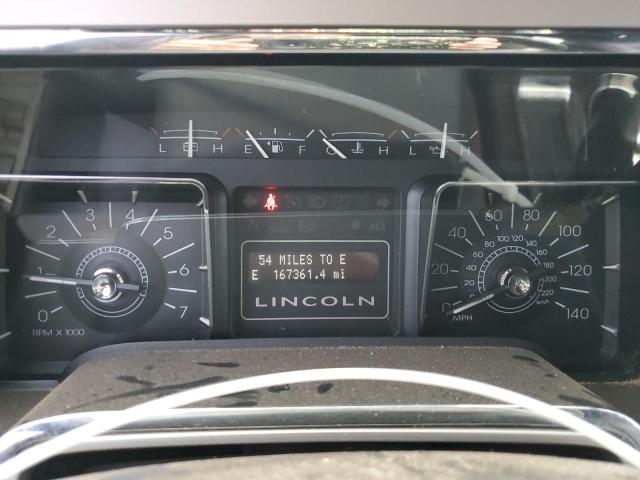 L H E F C H L H
0 1 2 3 4 5 6 7
RPM X 1000
54 MILES TO E
E 167361.4 mi
LINCOLN
0 20 40 60 80 100 120 140
MPH